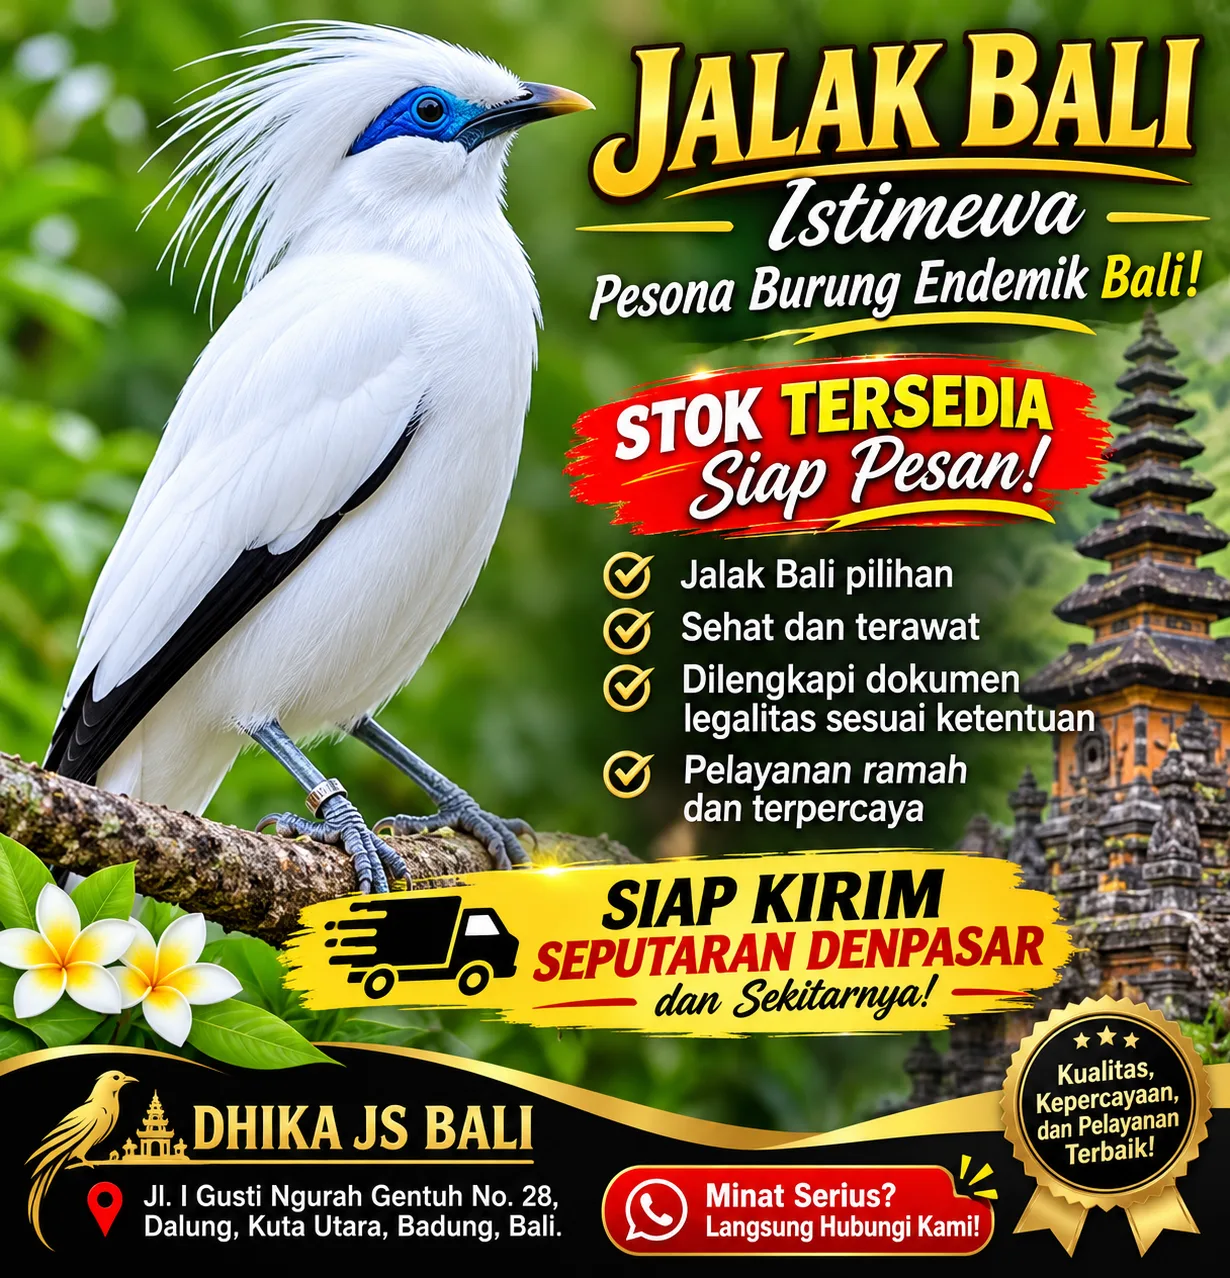 JALAK BALI
Istimewa
Pesona Burung Endemik Bali!
STOK TERSEDIA
Siap Pesan!
Jalak Bali pilihan
Sehat dan terawat
Dilengkapi dokumen
legalitas sesuai ketentuan
Pelayanan ramah
dan terpercaya
SIAP KIRIM
SEPUTARAN DENPASAR
dan Sekitarnya!
DHIKA JS BALI
Jl. I Gusti Ngurah Gentuh No. 28,
Dalung, Kuta Utara, Badung, Bali.
Minat Serius?
Langsung Hubungi Kami!
Kualitas,
Kepercayaan,
dan Pelayanan
Terbaik!